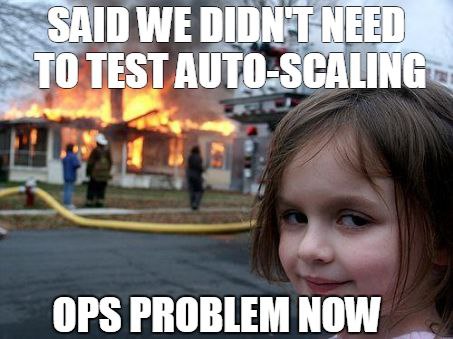 SAID WE DIDN'T NEED
TO TEST AUTO-SCALING
OPS PROBLEM NOW